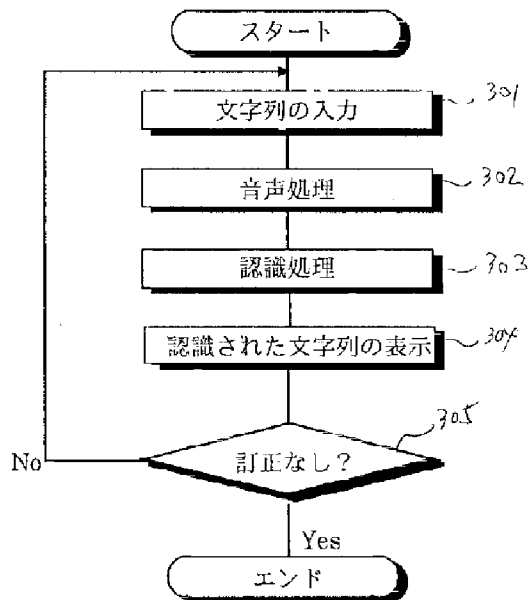 スタート
文字列の入力
301
音声処理
302
認識処理
303
認識された文字列の表示
304
305
訂正なし?
No
Yes
エンド